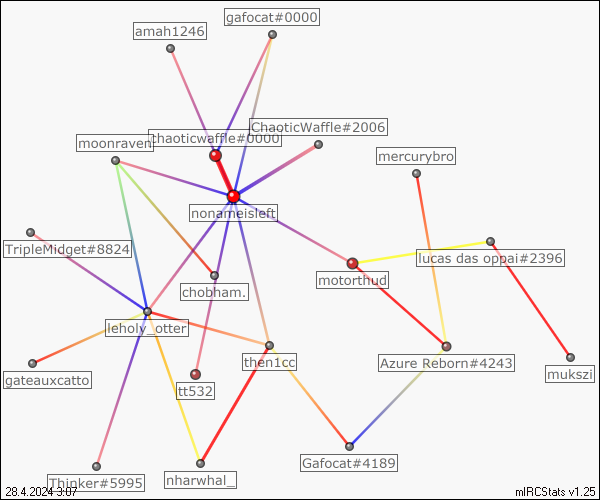 gafocat#0000
amah1246
ChaoticWaffle#2006
chaoticwaffle#0000
moonraven
mercurybro
nonameisleft
TripleMidget#8824
lucas das oppai#2396
motorthud
chobham.
leholy_otter
then1cc
Azure Reborn#4243
mukszi
gateauxcatto
tt532
Gafocat#4189
nharwhal_
Thinker#5995
28.4.2024 3:07
mIRCStats v1.25